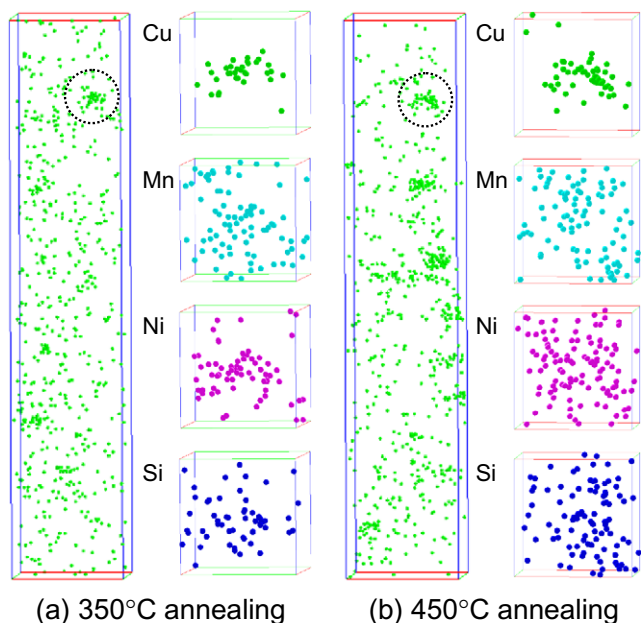 Cu
Mn
Ni
Si
(a) 350°C annealing
Cu
Mn
Ni
Si
(b) 450°C annealing